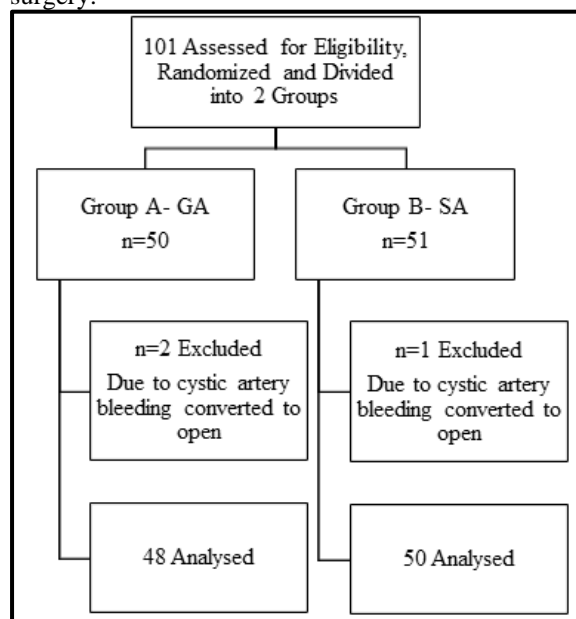 surgery.
101 Assessed for Eligibility,
Randomized and Divided
into 2 Groups
Group A- GA
n=50
Group B- SA
n=51
n=2 Excluded
Due to cystic artery
bleeding converted to
open
n=1 Excluded
Due to cystic artery
bleeding converted to
open
48 Analysed
50 Analysed